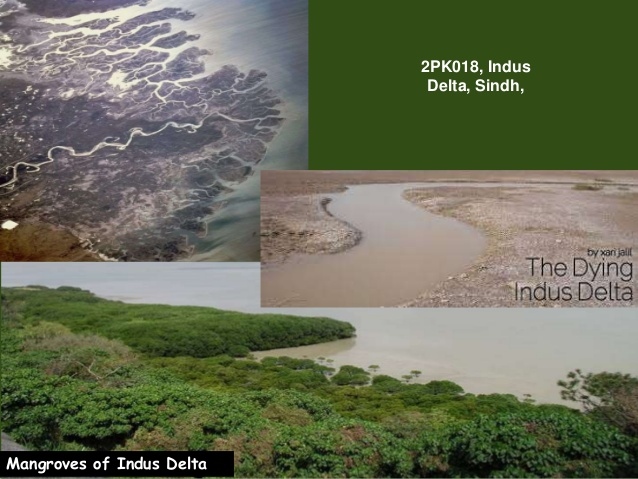 2PK018, Indus
Delta, Sindh,
by xari jalil
The Dying
Indus Delta
Mangroves of Indus Delta